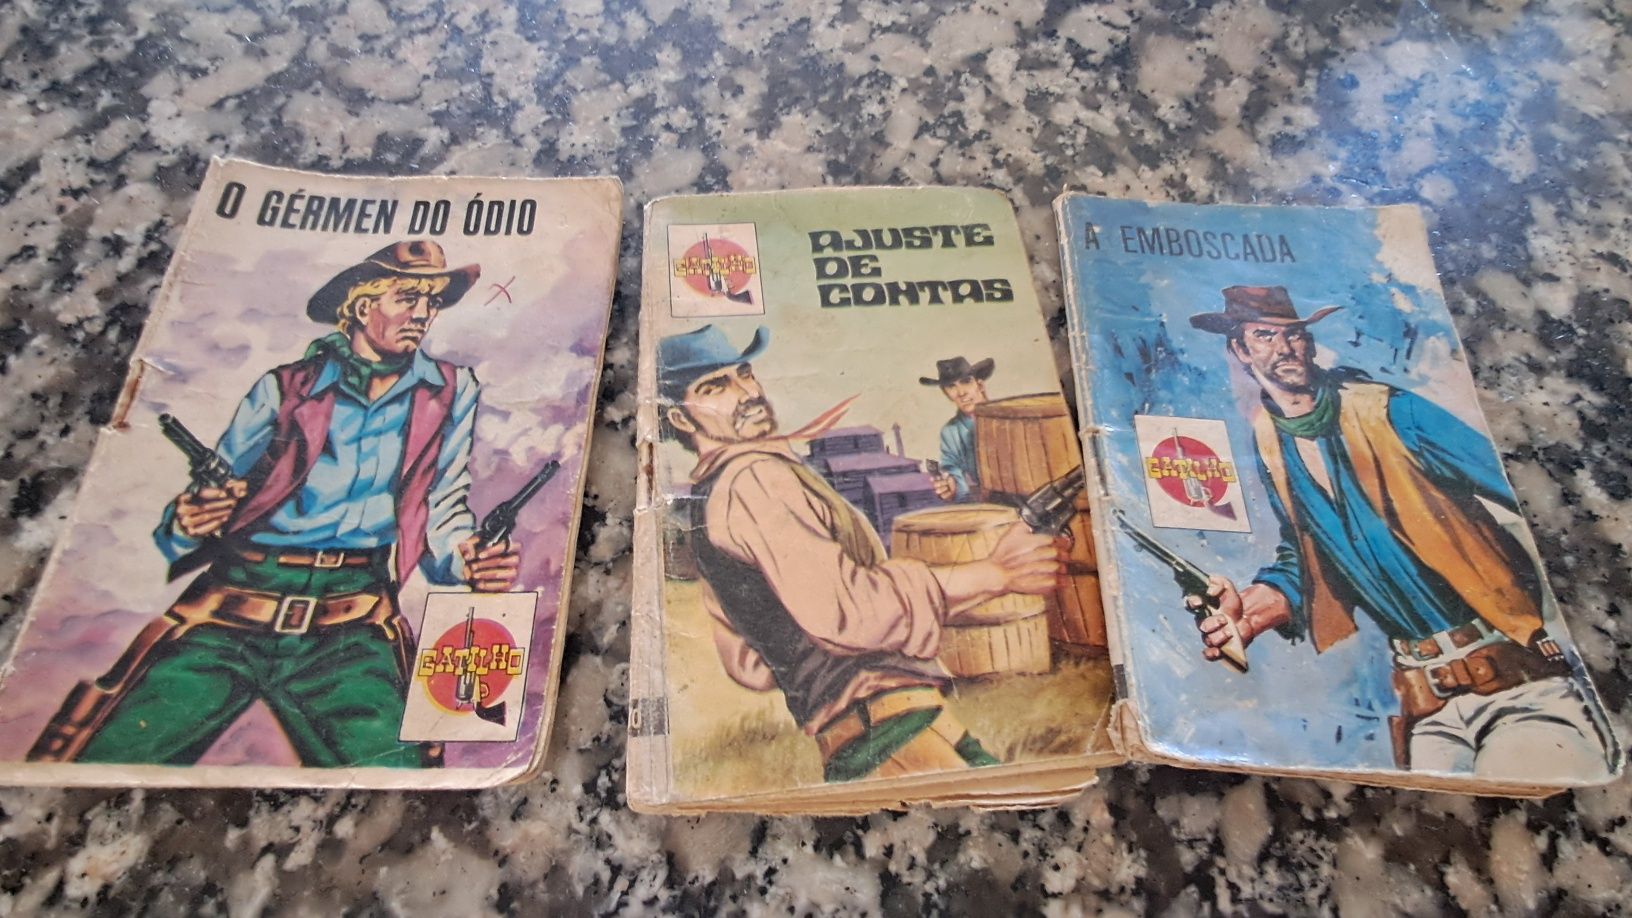 O GÉRMEN DO ÓDIO
GATILHO
GATILHO
AJUSTE
DE
CONTAS
A EMBOSCADA
GATILHO